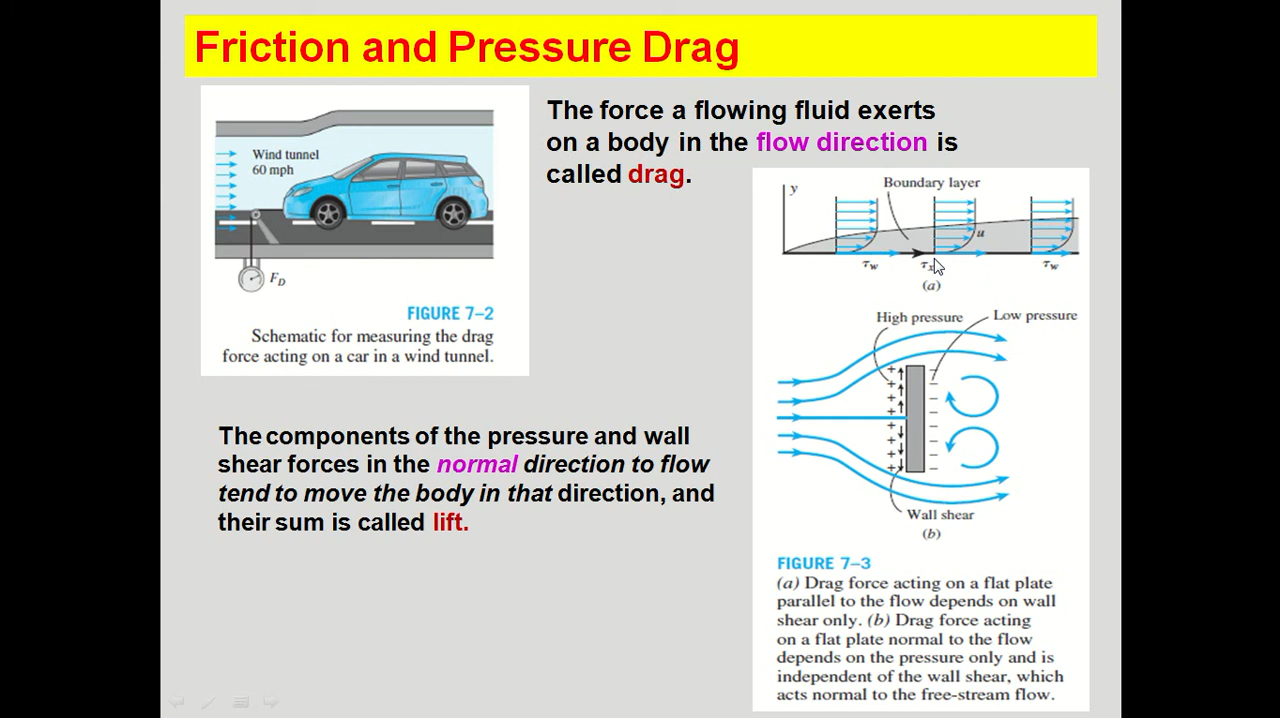 Friction and Pressure Drag
The force a flowing fluid exerts
on a body in the flow direction is
called drag.
Wind tunnel
60 mph
F_D
FIGURE 7–2
Schematic for measuring the drag
force acting on a car in a wind tunnel.
The components of the pressure and wall
shear forces in the normal direction to flow
tend to move the body in that direction, and
their sum is called lift.
y
Boundary layer
u
τ_w τ_x τ_w
(a)
High pressure
Low pressure
Wall shear
(b)
FIGURE 7–3
(a) Drag force acting on a flat plate
parallel to the flow depends on wall
shear only. (b) Drag force acting
on a flat plate normal to the flow
depends on the pressure only and is
independent of the wall shear, which
acts normal to the free-stream flow.